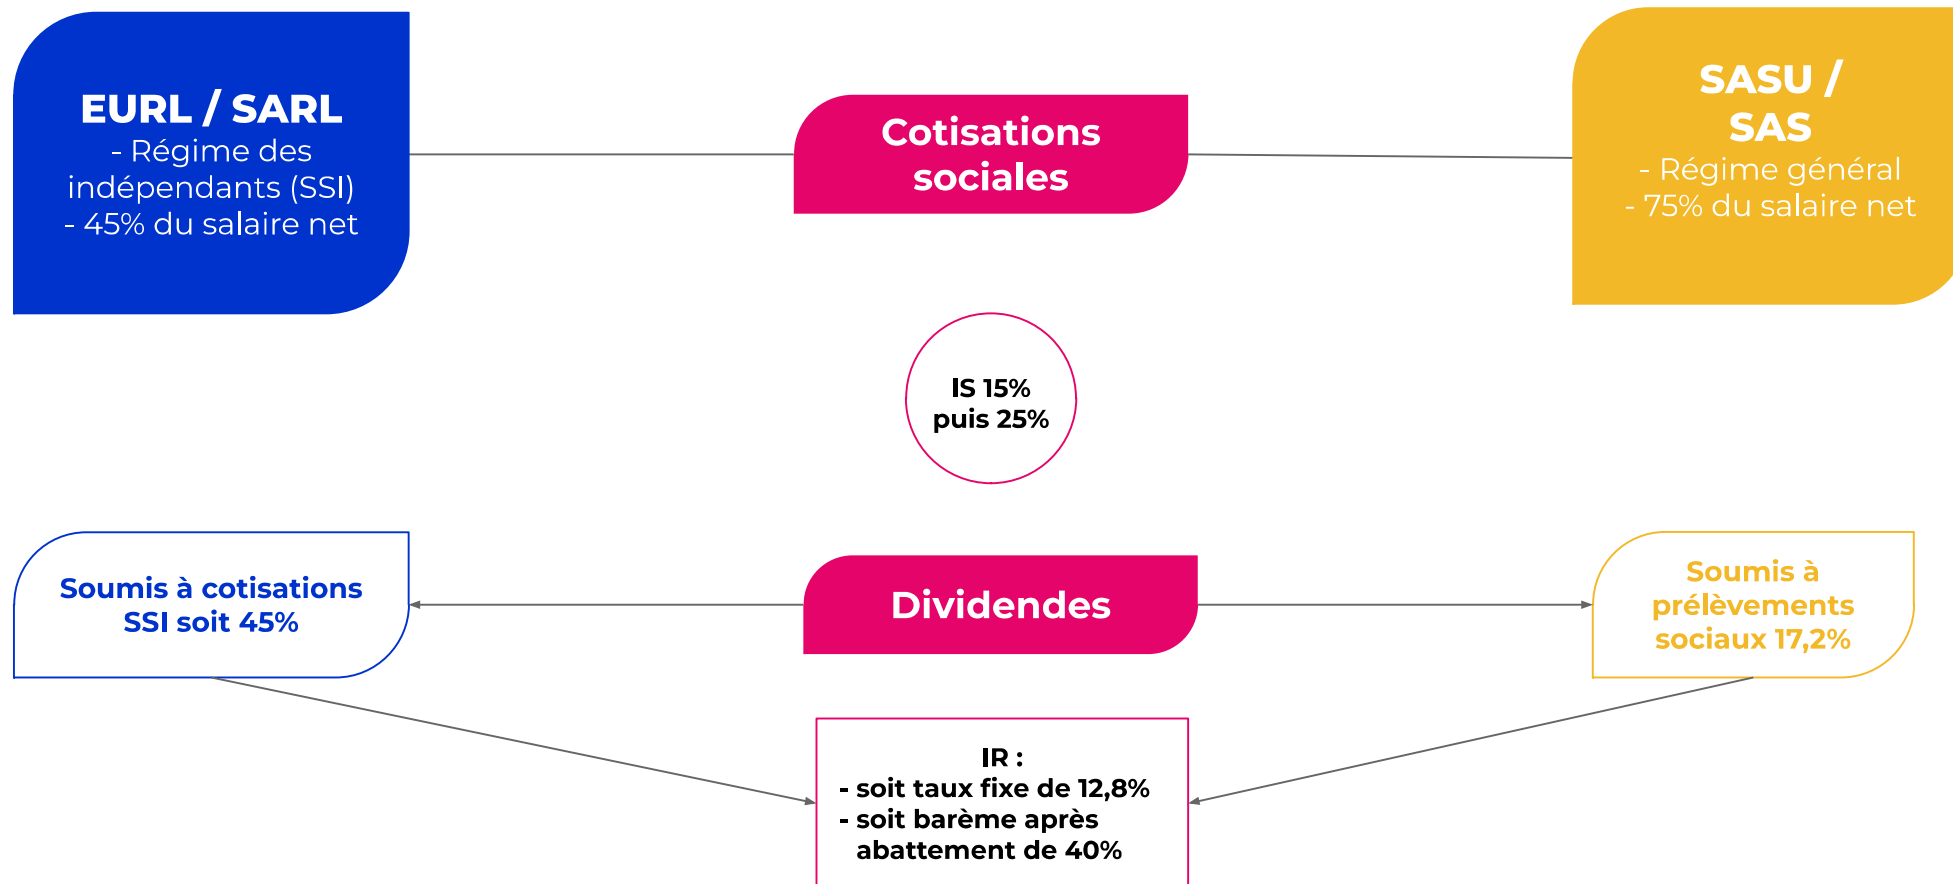 EURL / SARL
- Régime des
indépendants (SSI)
- 45% du salaire net
Cotisations
sociales
SASU /
SAS
- Régime général
- 75% du salaire net
IS 15%
puis 25%
Soumis à cotisations
SSI soit 45%
Dividendes
Soumis à
prélèvements
sociaux 17,2%
IR :
- soit taux fixe de 12,8%
- soit barème après
abattement de 40%